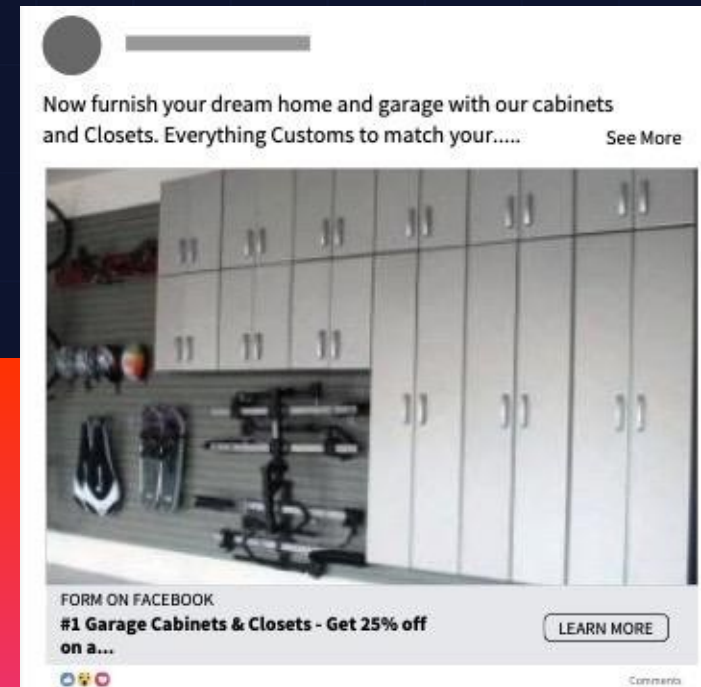 Now furnish your dream home and garage with our cabinets
and Closets. Everything Customs to match your..... See More
FORM ON FACEBOOK
#1 Garage Cabinets & Closets - Get 25% off
on a...
LEARN MORE
Comments